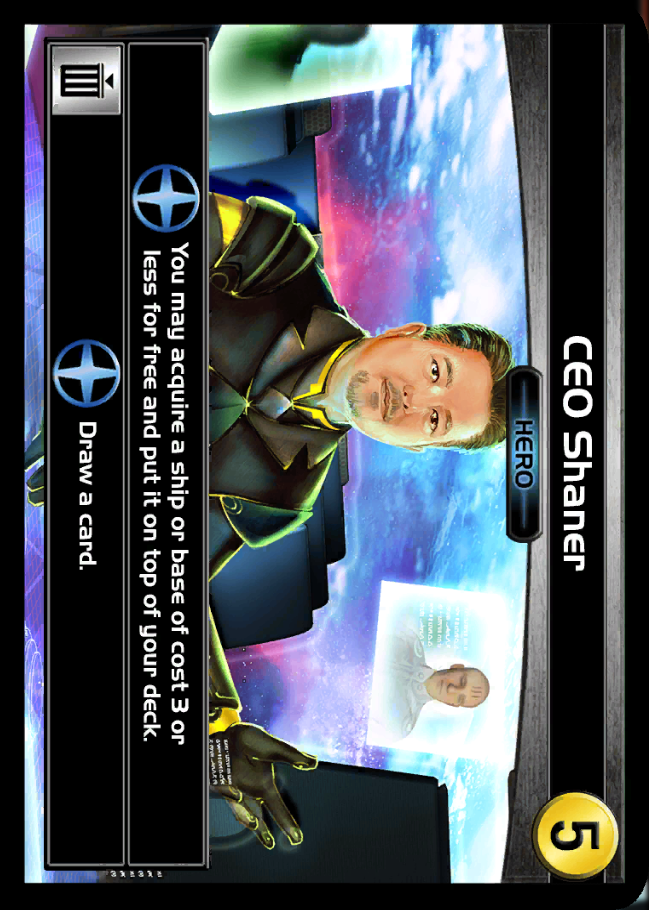 CEO Shaner
5
HERO
You may acquire a ship or base of cost 3 or
less for free and put it on top of your deck.
Draw a card.